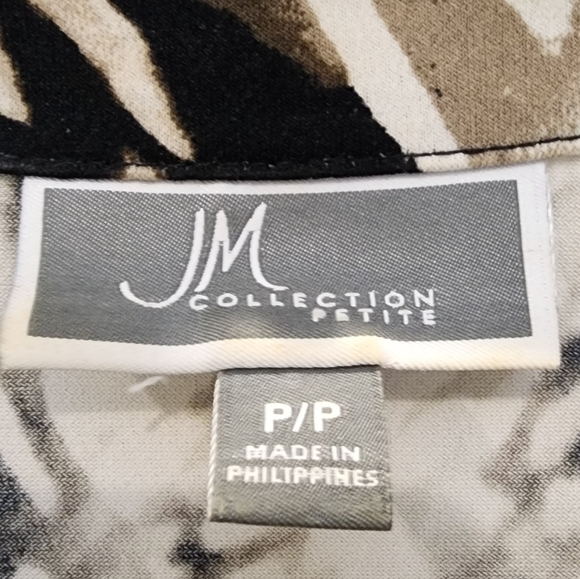 JM
COLLECTION
PETITE
P/P
MADE IN
PHILIPPINES